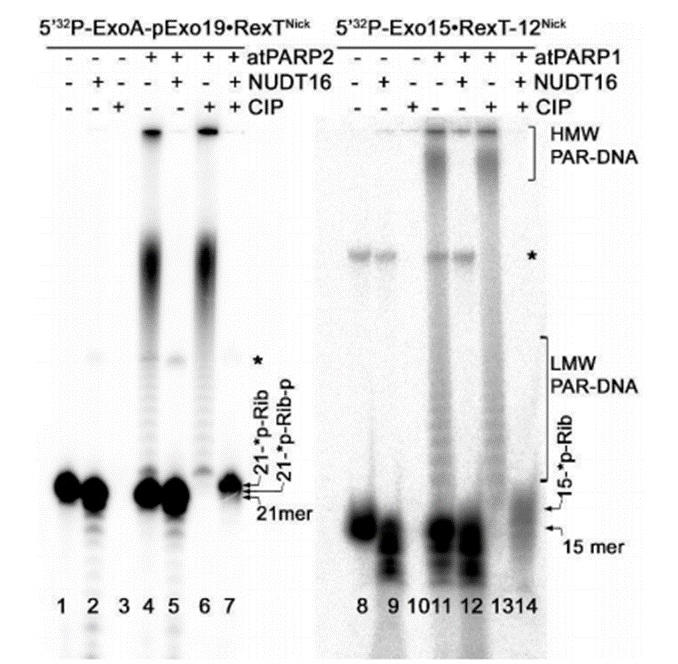 5'³²P-ExoA-pExo19•RexTᴺⁱᶜᵏ
- - - + + + + atPARP2
- + - - + - + NUDT16
- - + - - + + CIP
*
21-*p-Rib
21-*p-Rib-p
21mer
1 2 3 4 5 6 7
5'³²P-Exo15•RexT-12ᴺⁱᶜᵏ
- - - + + + + atPARP1
- + - - + - + NUDT16
- - + - - + + CIP
HMW
PAR-DNA
*
LMW
PAR-DNA
15-*p-Rib
15 mer
8 9 10 11 12 13 14